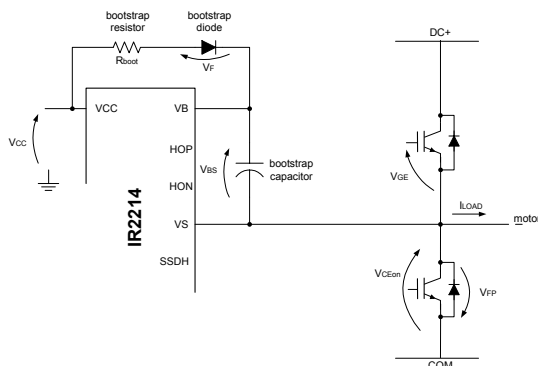 bootstrap
resistor
bootstrap
diode
DC+
Rboot
VF
VCC
VB
VCC
HOP
VBS
bootstrap
capacitor
VGE
HON
IR2214
ILOAD
motor
VS
SSDH
VCEon
VFP
COM